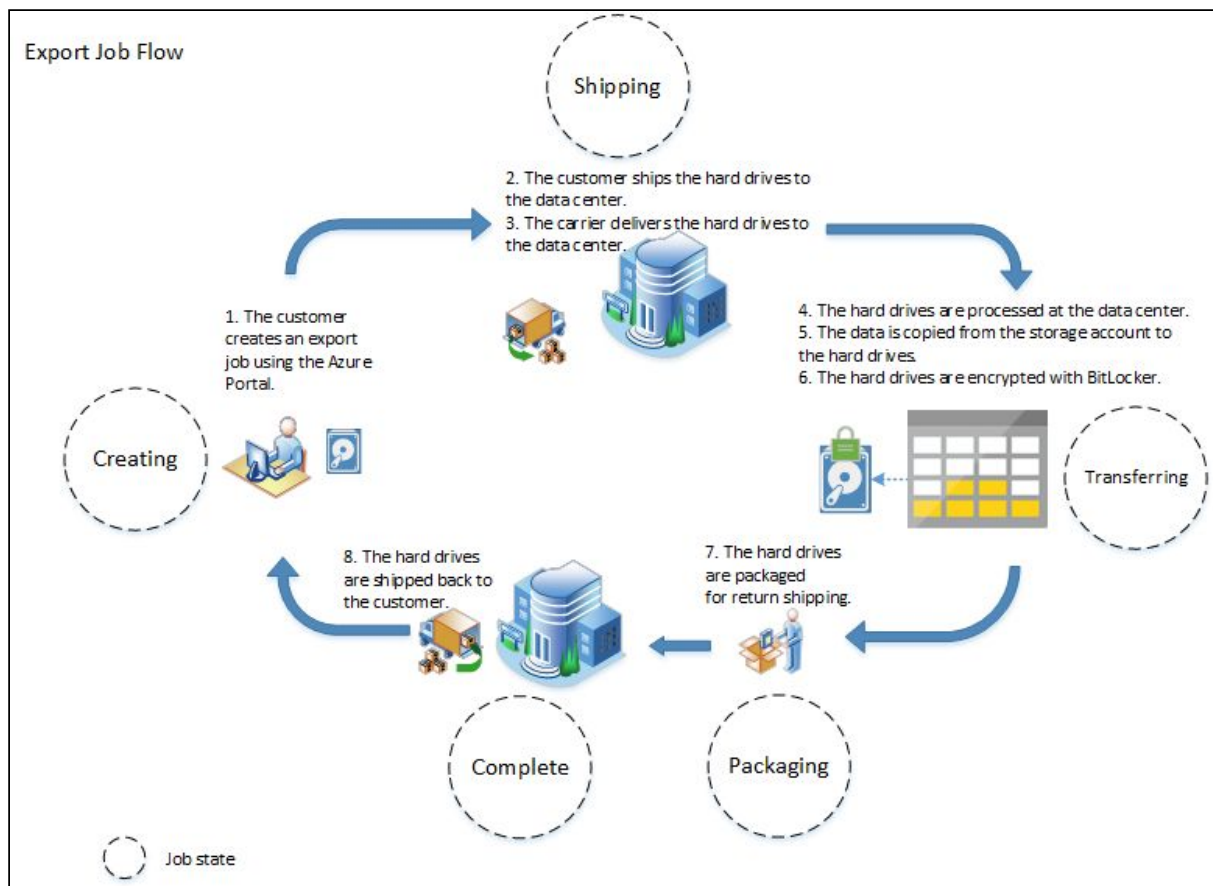 Export Job Flow
Shipping
2. The customer ships the hard drives to
the data center.
3. The carrier delivers the hard drives to
the data center.
1. The customer
creates an export
job using the Azure
Portal.
4. The hard drives are processed at the data center.
5. The data is copied from the storage account to
the hard drives.
6. The hard drives are encrypted with BitLocker.
Creating
Transferring
8. The hard drives
are shipped back to
the customer.
7. The hard drives
are packaged
for return shipping.
Complete
Packaging
Job state